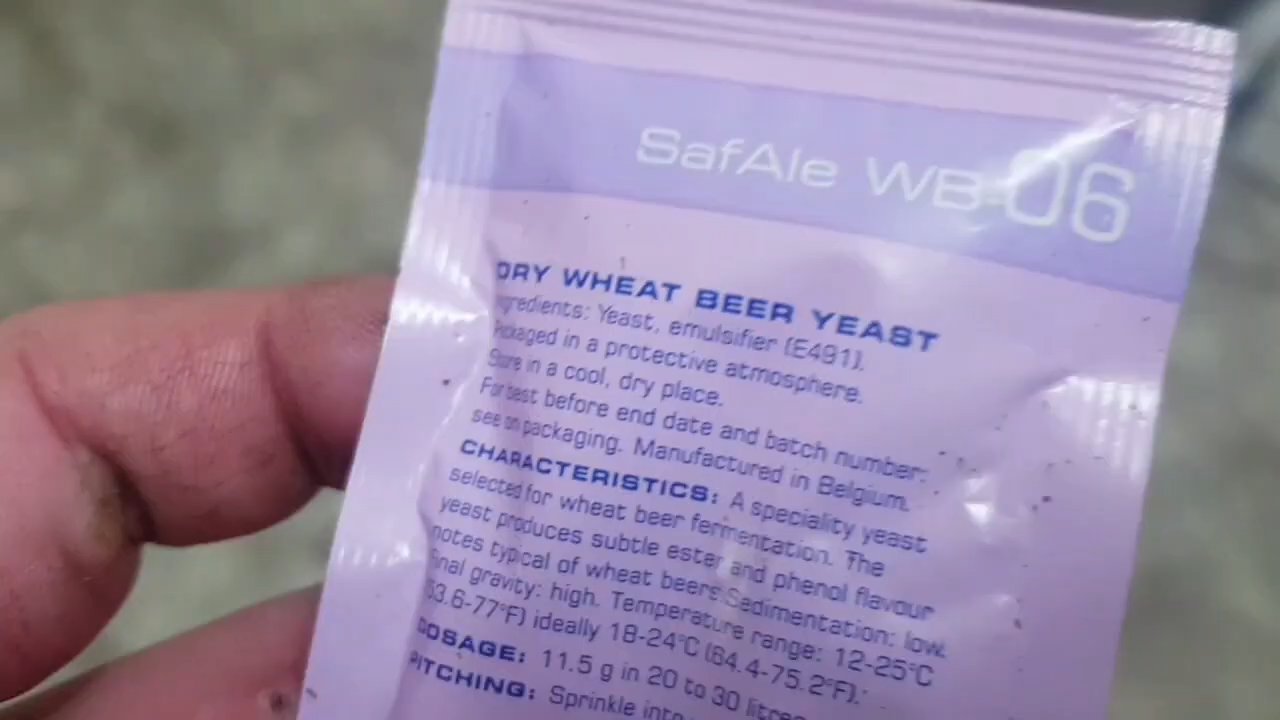 SafAle WB-06
DRY WHEAT BEER YEAST
Ingredients: Yeast, emulsifier (E491).
Packaged in a protective atmosphere.
Store in a cool, dry place.
For best before end date and batch number:
see on packaging. Manufactured in Belgium.
CHARACTERISTICS: A speciality yeast
selected for wheat beer fermentation. The
yeast produces subtle ester and phenol flavour
notes typical of wheat beers. Sedimentation: low.
Final gravity: high. Temperature range: 12-25°C
(53.6-77°F) ideally 18-24°C (64.4-75.2°F).
DOSAGE: 11.5 g in 20 to 30 litres
PITCHING: Sprinkle into